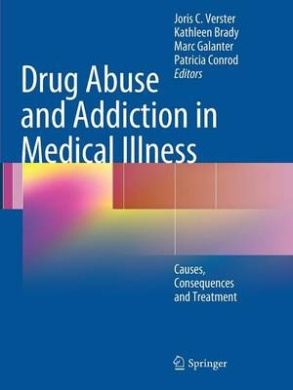 Joris C. Verster
Kathleen Brady
Marc Galanter
Patricia Conrod
Editors
Drug Abuse
and Addiction in
Medical Illness
Causes,
Consequences
and Treatment
Springer